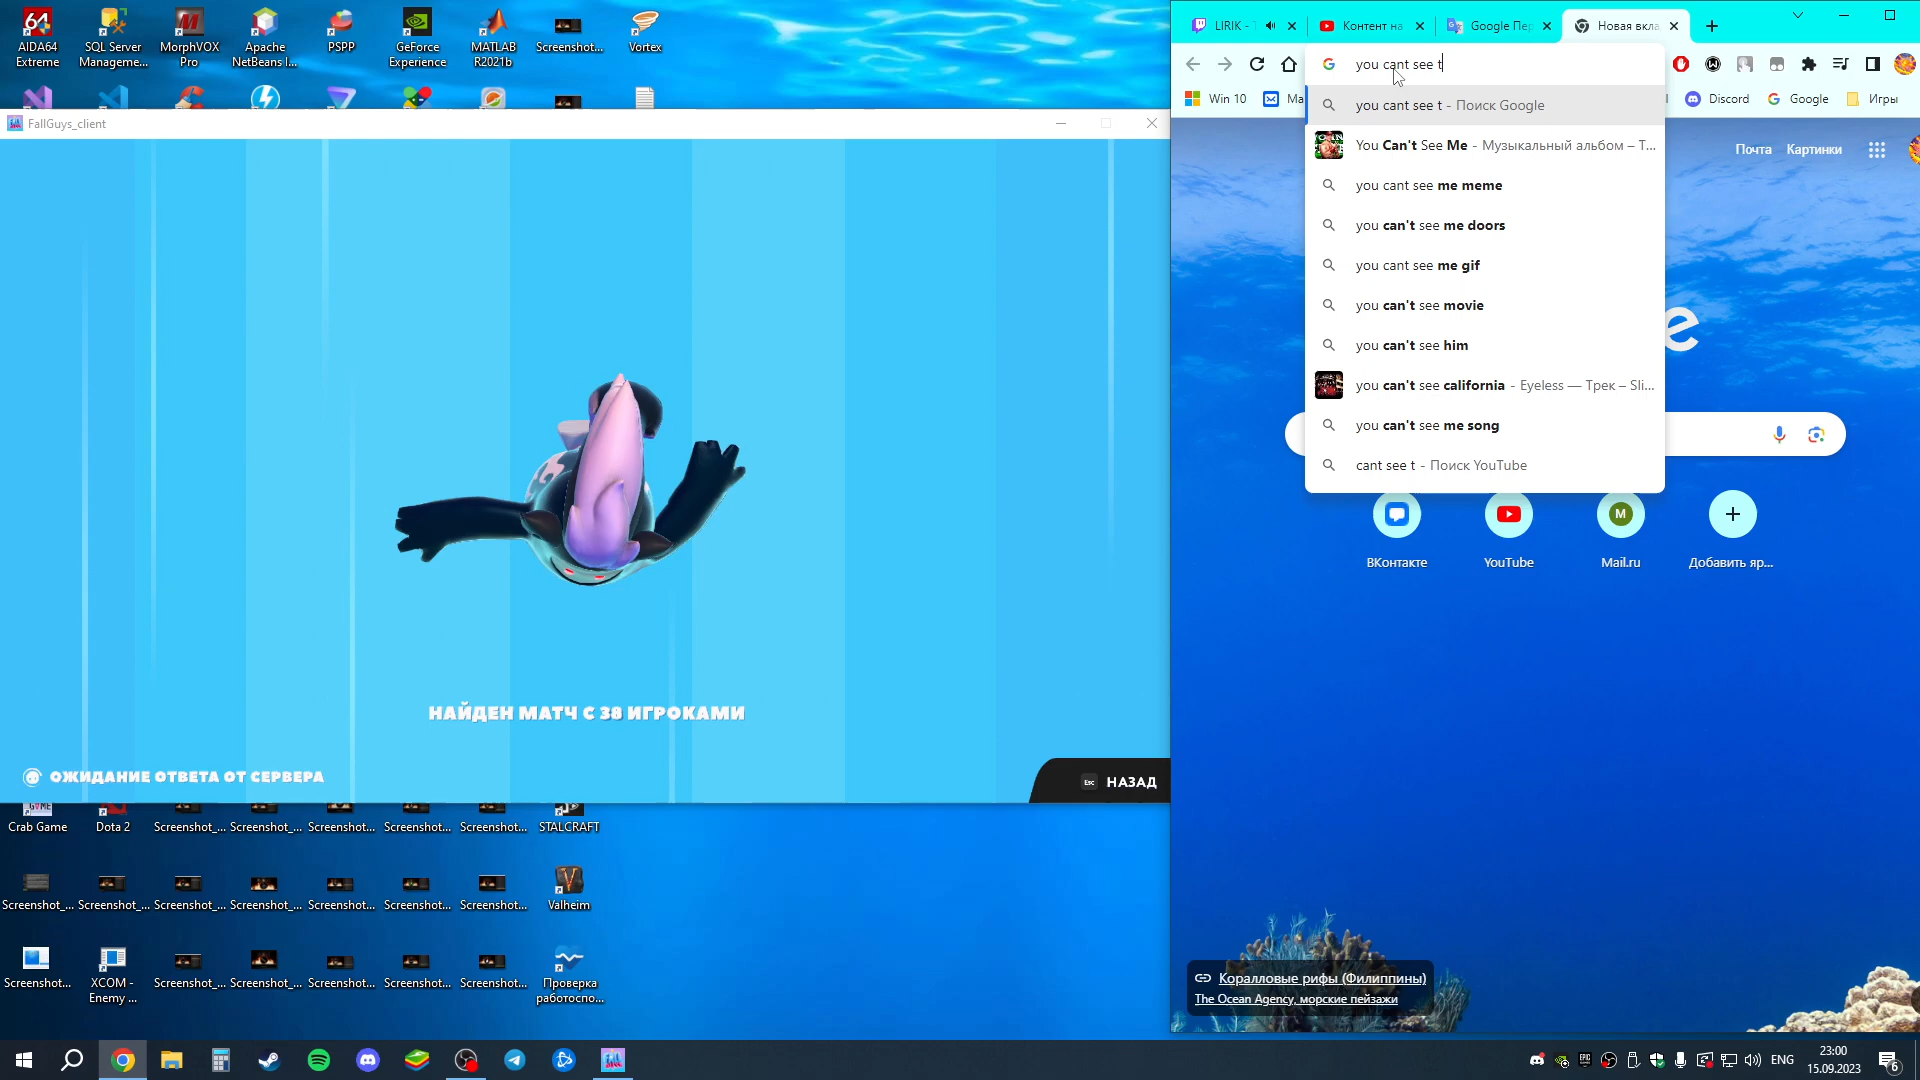 AIDA64 Extreme
SQL Server Manageme...
MorphVOX Pro
Apache NetBeans I...
PSPP
GeForce Experience
MATLAB R2021b
Screenshot...
Vortex
FallGuys_client
НАЙДЕН МАТЧ С 38 ИГРОКАМИ
ОЖИДАНИЕ ОТВЕТА ОТ СЕРВЕРА
Esc НАЗАД
Crab Game
Dota 2
Screenshot_...
Screenshot_...
Screenshot...
Screenshot...
Screenshot...
STALCRAFT
Screenshot_...
Screenshot_...
Screenshot_...
Screenshot_...
Screenshot...
Screenshot...
Screenshot...
Valheim
Screenshot...
XCOM - Enemy ...
Screenshot_...
Screenshot_...
Screenshot...
Screenshot...
Screenshot...
Проверка работоспо...
LIRIK - T
Контент на
Google Пер
Новая вкла
you cant see t
Win 10
Ma
Discord
Google
Игры
you cant see t - Поиск Google
You Can't See Me - Музыкальный альбом – Т...
you cant see me meme
you can't see me doors
you cant see me gif
you can't see movie
you can't see him
you can't see california - Eyeless — Трек – Sli...
you can't see me song
cant see t - Поиск YouTube
Почта
Картинки
e
ВКонтакте
YouTube
M
Mail.ru
Добавить яр...
Коралловые рифы (Филиппины)
The Ocean Agency, морские пейзажи
ENG
23:00
15.09.2023
6